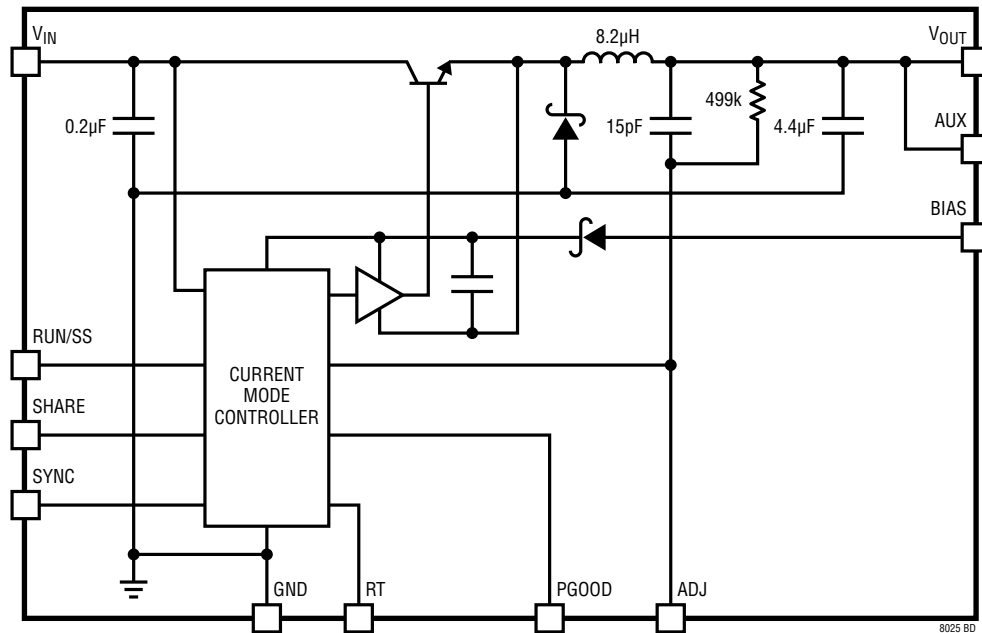 VIN
8.2µH
VOUT
0.2µF
15pF
499k
4.4µF
AUX
BIAS
RUN/SS
CURRENT
MODE
CONTROLLER
SHARE
SYNC
GND
RT
PGOOD
ADJ
8025 BD